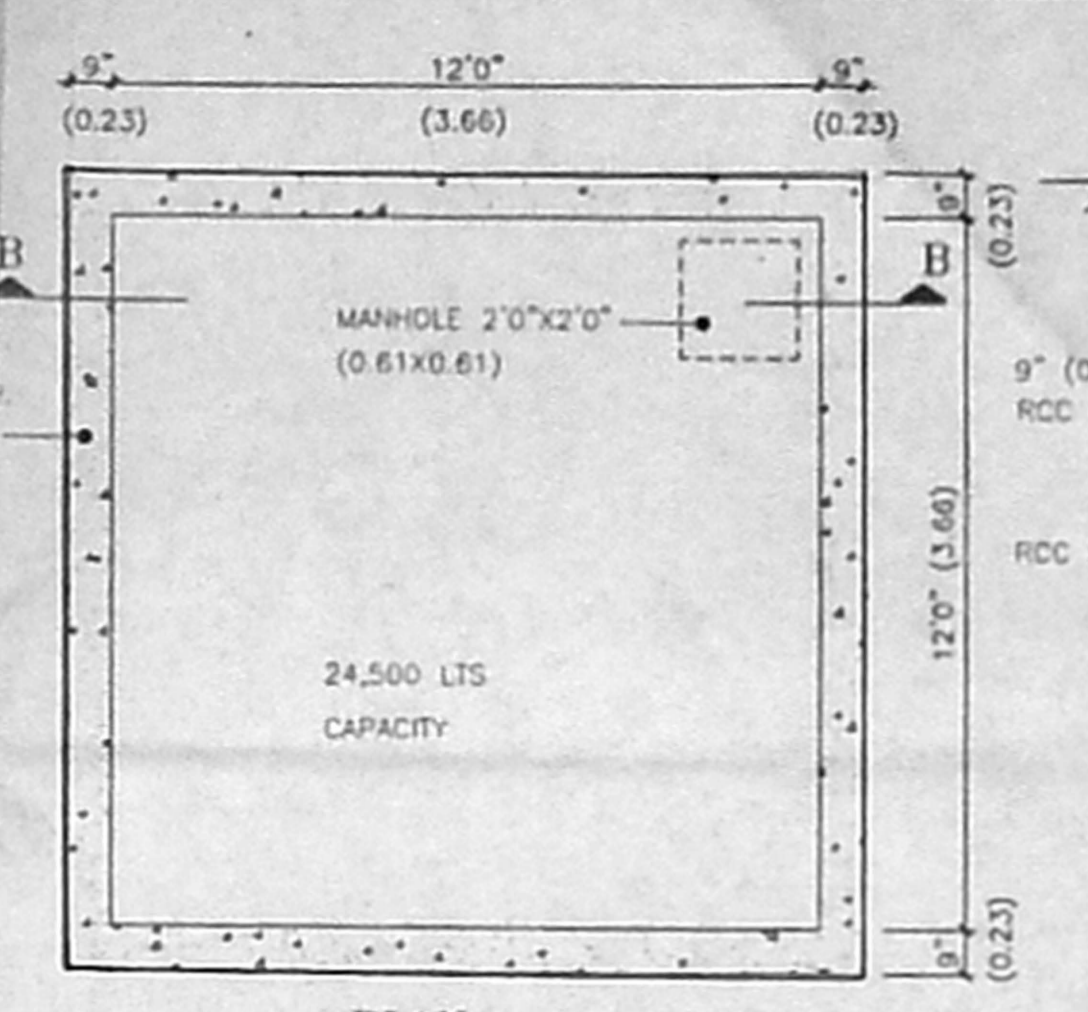 9" 12'0" 9"
(0.23) (3.66) (0.23)
9" (0.23)
B B
MANHOLE 2'0"X2'0"
(0.61X0.61)
9" (0
RCC
12'0" (3.66)
RCC
24,500 LTS
CAPACITY
9" (0.23)